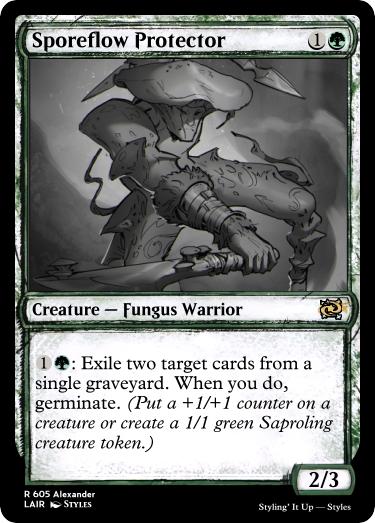 Sporeflow Protector 1
Creature — Fungus Warrior
1 : Exile two target cards from a
single graveyard. When you do,
germinate. (Put a +1/+1 counter on a
creature or create a 1/1 green Saproling
creature token.)
2/3
R 605 Alexander
LAIR STYLES
Styling' It Up — Styles